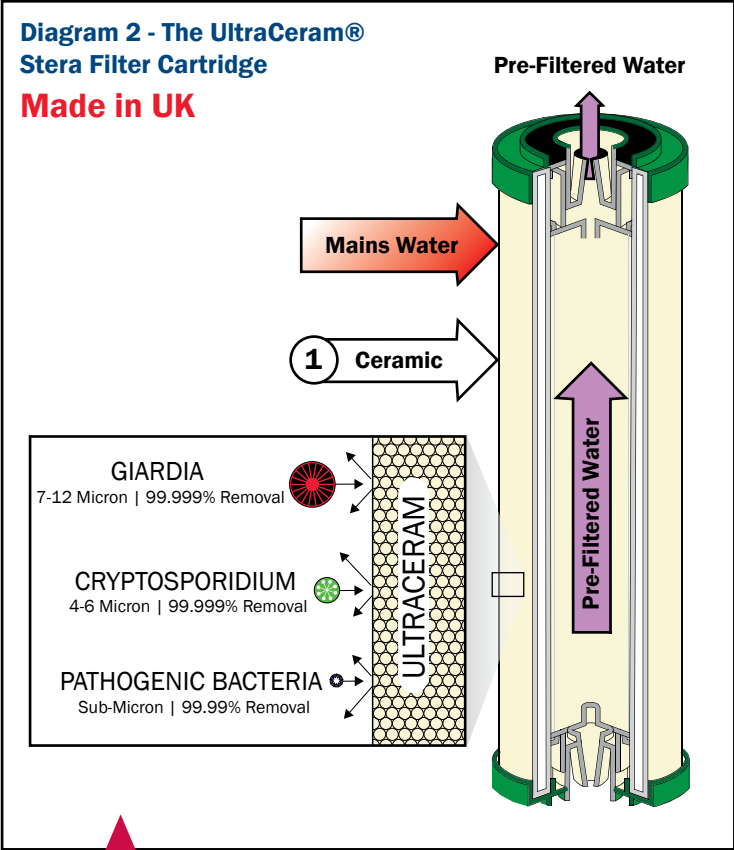 Diagram 2 - The UltraCeram®
Stera Filter Cartridge
Made in UK
Pre-Filtered Water
Mains Water
1 Ceramic
Pre-Filtered Water
GIARDIA
7-12 Micron | 99.999% Removal
CRYPTOSPORIDIUM
4-6 Micron | 99.999% Removal
PATHOGENIC BACTERIA
Sub-Micron | 99.99% Removal
ULTRACERAM